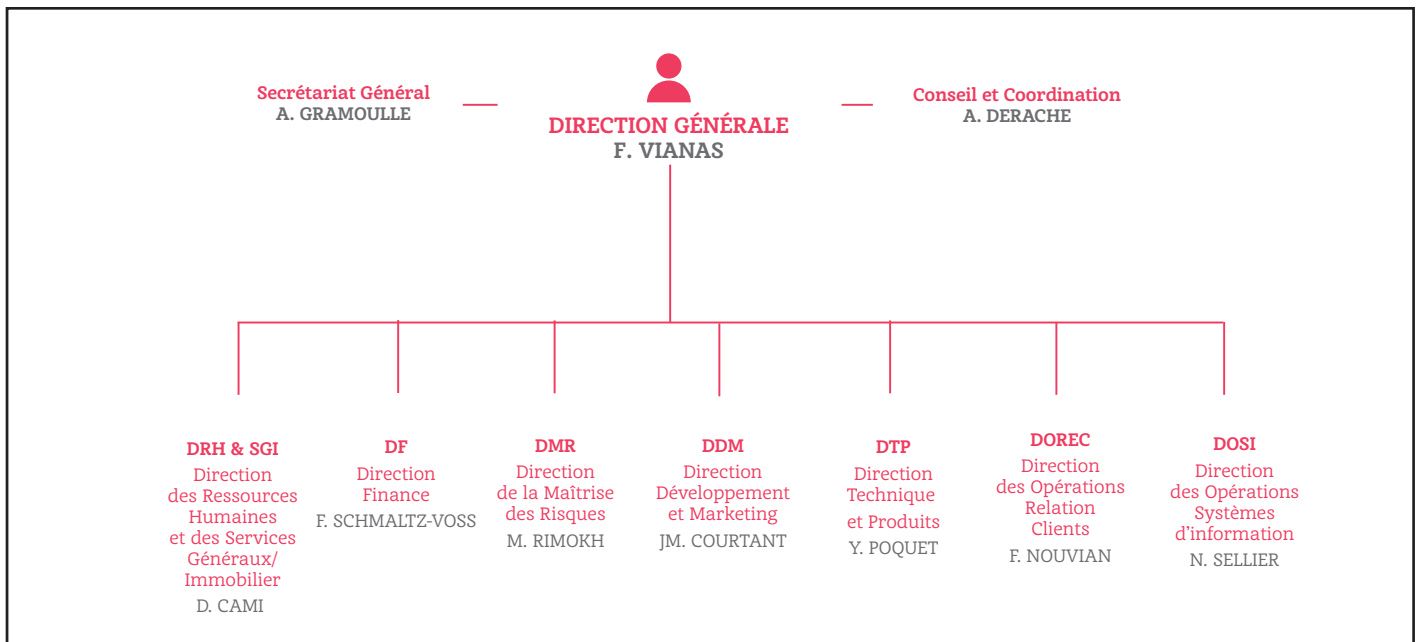 Secrétariat Général
A. GRAMOULLE
DIRECTION GÉNÉRALE
F. VIANAS
Conseil et Coordination
A. DERACHE
DRH & SGI
Direction
des Ressources
Humaines
et des Services
Généraux/
Immobilier
D. CAMI
DF
Direction
Finance
F. SCHMALTZ-VOSS
DMR
Direction
de la Maîtrise
des Risques
M. RIMOKH
DDM
Direction
Développement
et Marketing
JM. COURTANT
DTP
Direction
Technique
et Produits
Y. POQUET
DOREC
Direction
des Opérations
Relation
Clients
F. NOUVIAN
DOSI
Direction
des Opérations
Systèmes
d’information
N. SELLIER